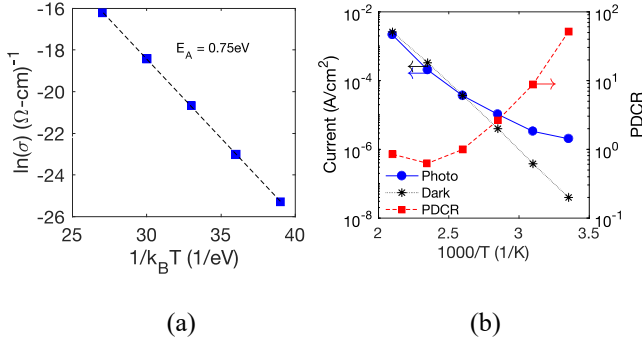 -16
-18
-20
-22
-24
-26
ln(σ) (Ω-cm)⁻¹
E_A = 0.75eV
25
30
35
40
1/k_BT (1/eV)
(a)
10⁻²
10⁻⁴
10⁻⁶
10⁻⁸
Current (A/cm²)
Photo
Dark
PDCR
2
2.5
3
3.5
1000/T (1/K)
10²
10¹
10⁰
10⁻¹
PDCR
(b)